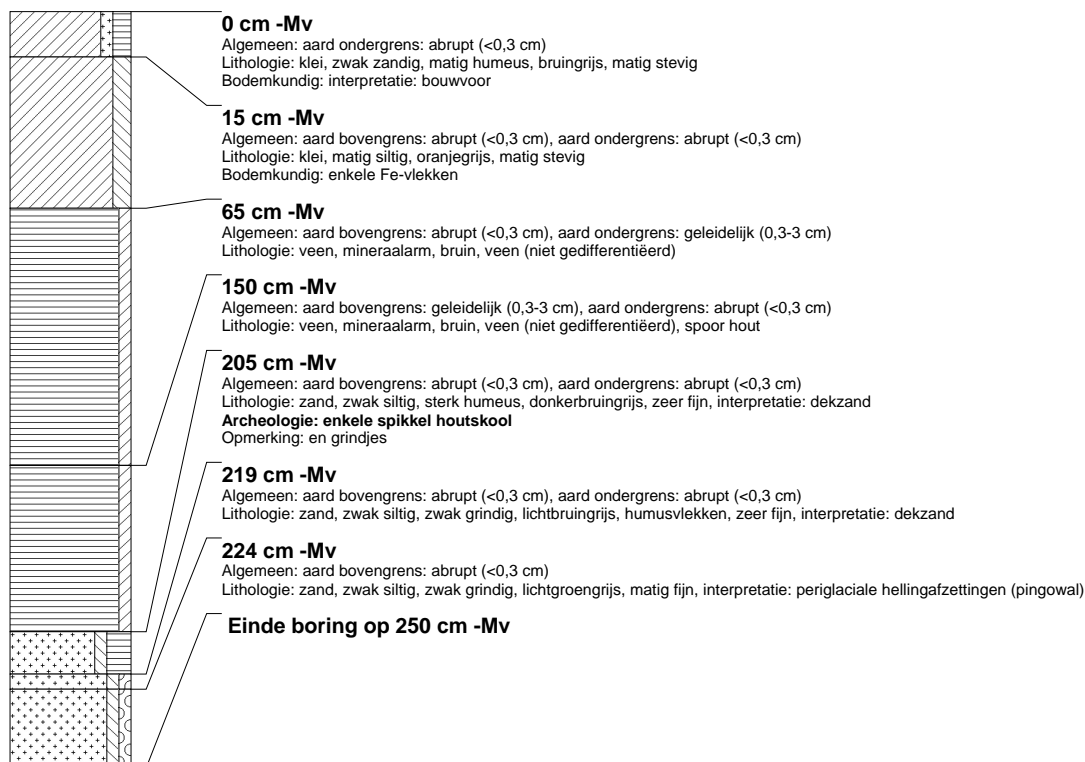 0 cm -Mv
Algemeen: aard ondergrens: abrupt (<0,3 cm)
Lithologie: klei, zwak zandig, matig humeus, bruingrijs, matig stevig
Bodemkundig: interpretatie: bouwvoor
15 cm -Mv
Algemeen: aard bovengrens: abrupt (<0,3 cm), aard ondergrens: abrupt (<0,3 cm)
Lithologie: klei, matig siltig, oranjegrijs, matig stevig
Bodemkundig: enkele Fe-vlekken
65 cm -Mv
Algemeen: aard bovengrens: abrupt (<0,3 cm), aard ondergrens: geleidelijk (0,3-3 cm)
Lithologie: veen, mineraalarm, bruin, veen (niet gedifferentiëerd)
150 cm -Mv
Algemeen: aard bovengrens: geleidelijk (0,3-3 cm), aard ondergrens: abrupt (<0,3 cm)
Lithologie: veen, mineraalarm, bruin, veen (niet gedifferentiëerd), spoor hout
205 cm -Mv
Algemeen: aard bovengrens: abrupt (<0,3 cm), aard ondergrens: abrupt (<0,3 cm)
Lithologie: zand, zwak siltig, sterk humeus, donkerbruingrijs, zeer fijn, interpretatie: dekzand
Archeologie: enkele spikkel houtskool
Opmerking: en grindjes
219 cm -Mv
Algemeen: aard bovengrens: abrupt (<0,3 cm), aard ondergrens: abrupt (<0,3 cm)
Lithologie: zand, zwak siltig, zwak grindig, lichtbruingrijs, humusvlekken, zeer fijn, interpretatie: dekzand
224 cm -Mv
Algemeen: aard bovengrens: abrupt (<0,3 cm)
Lithologie: zand, zwak siltig, zwak grindig, lichtgroengrijs, matig fijn, interpretatie: periglaciale hellingafzettingen (pingowal)
Einde boring op 250 cm -Mv